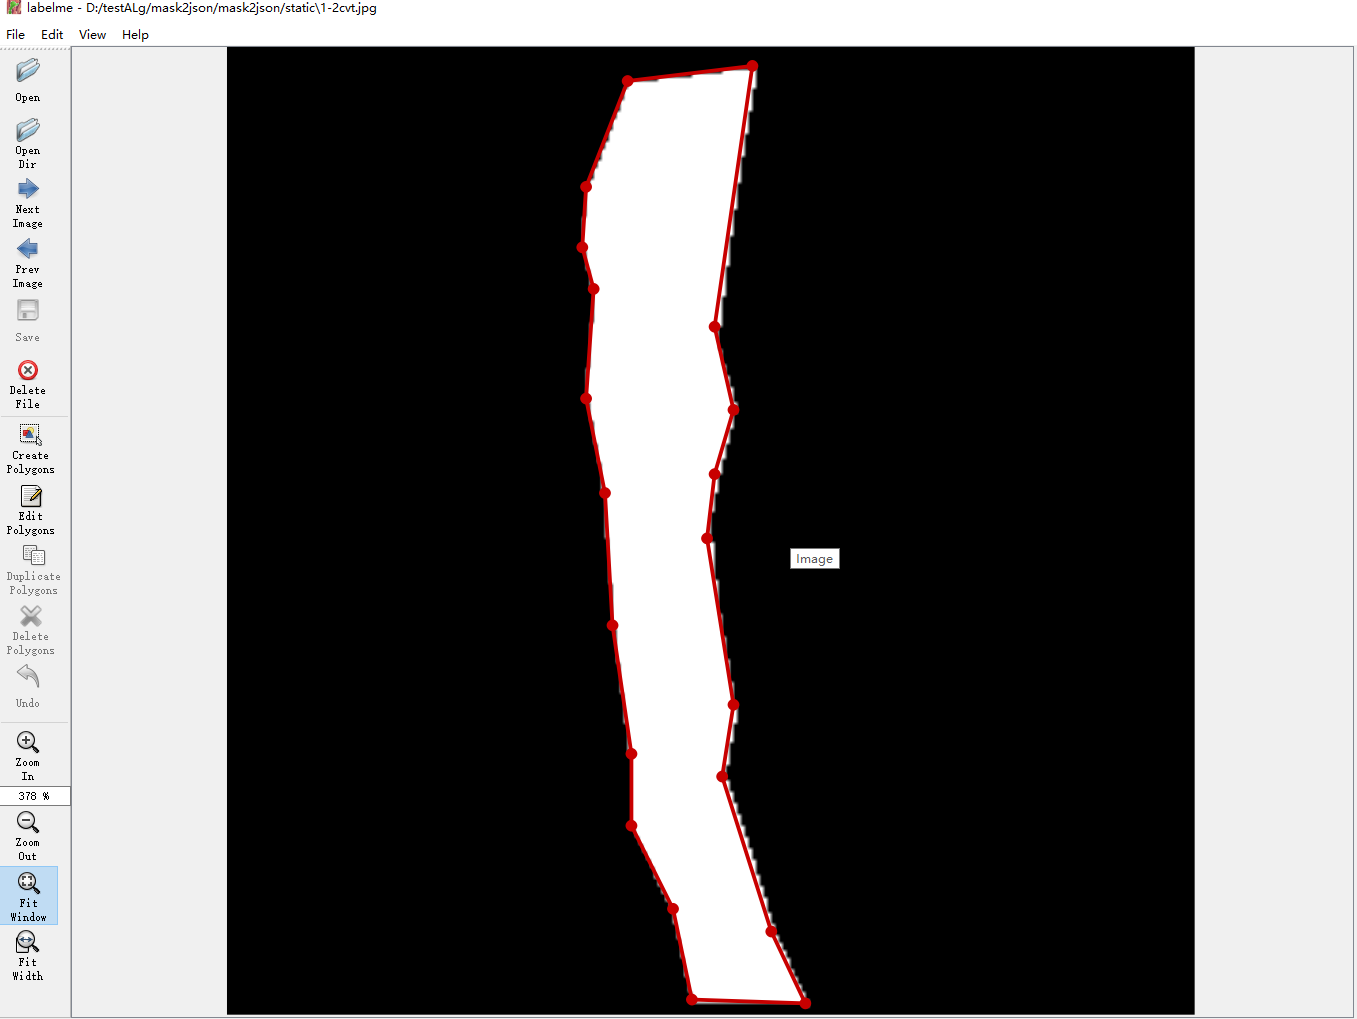 labelme - D:/testALg/mask2json/mask2json/static\1-2cvt.jpg
File Edit View Help
Open
Open
Dir
Next
Image
Prev
Image
Save
Delete
File
Create
Polygons
Edit
Polygons
Duplicate
Polygons
Delete
Polygons
Undo
Zoom
In
378 %
Zoom
Out
Fit
Window
Fit
Width
Image